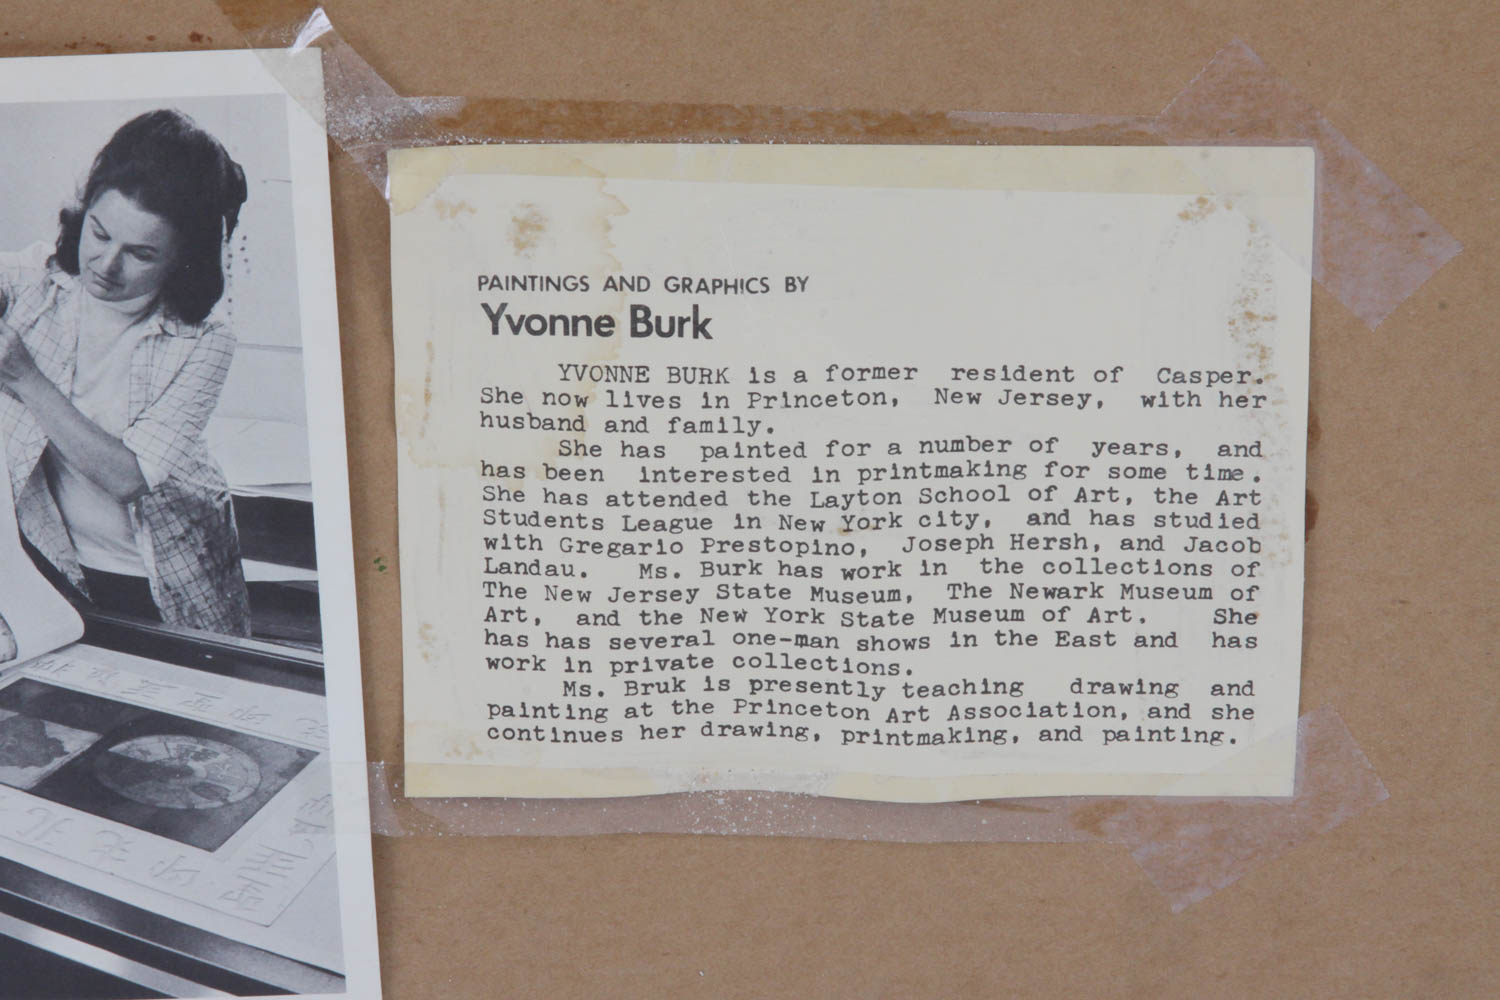 PAINTINGS AND GRAPHICS BY
Yvonne Burk
YVONNE BURK is a former resident of Casper.
She now lives in Princeton, New Jersey, with her
husband and family.
She has painted for a number of years, and
has been interested in printmaking for some time.
She has attended the Layton School of Art, the Art
Students League in New York city, and has studied
with Gregario Prestopino, Joseph Hersh, and Jacob
Landau. Ms. Burk has work in the collections of
The New Jersey State Museum, The Newark Museum of
Art, and the New York State Museum of Art. She
has has several one-man shows in the East and has
work in private collections.
Ms. Bruk is presently teaching drawing and
painting at the Princeton Art Association, and she
continues her drawing, printmaking, and painting.